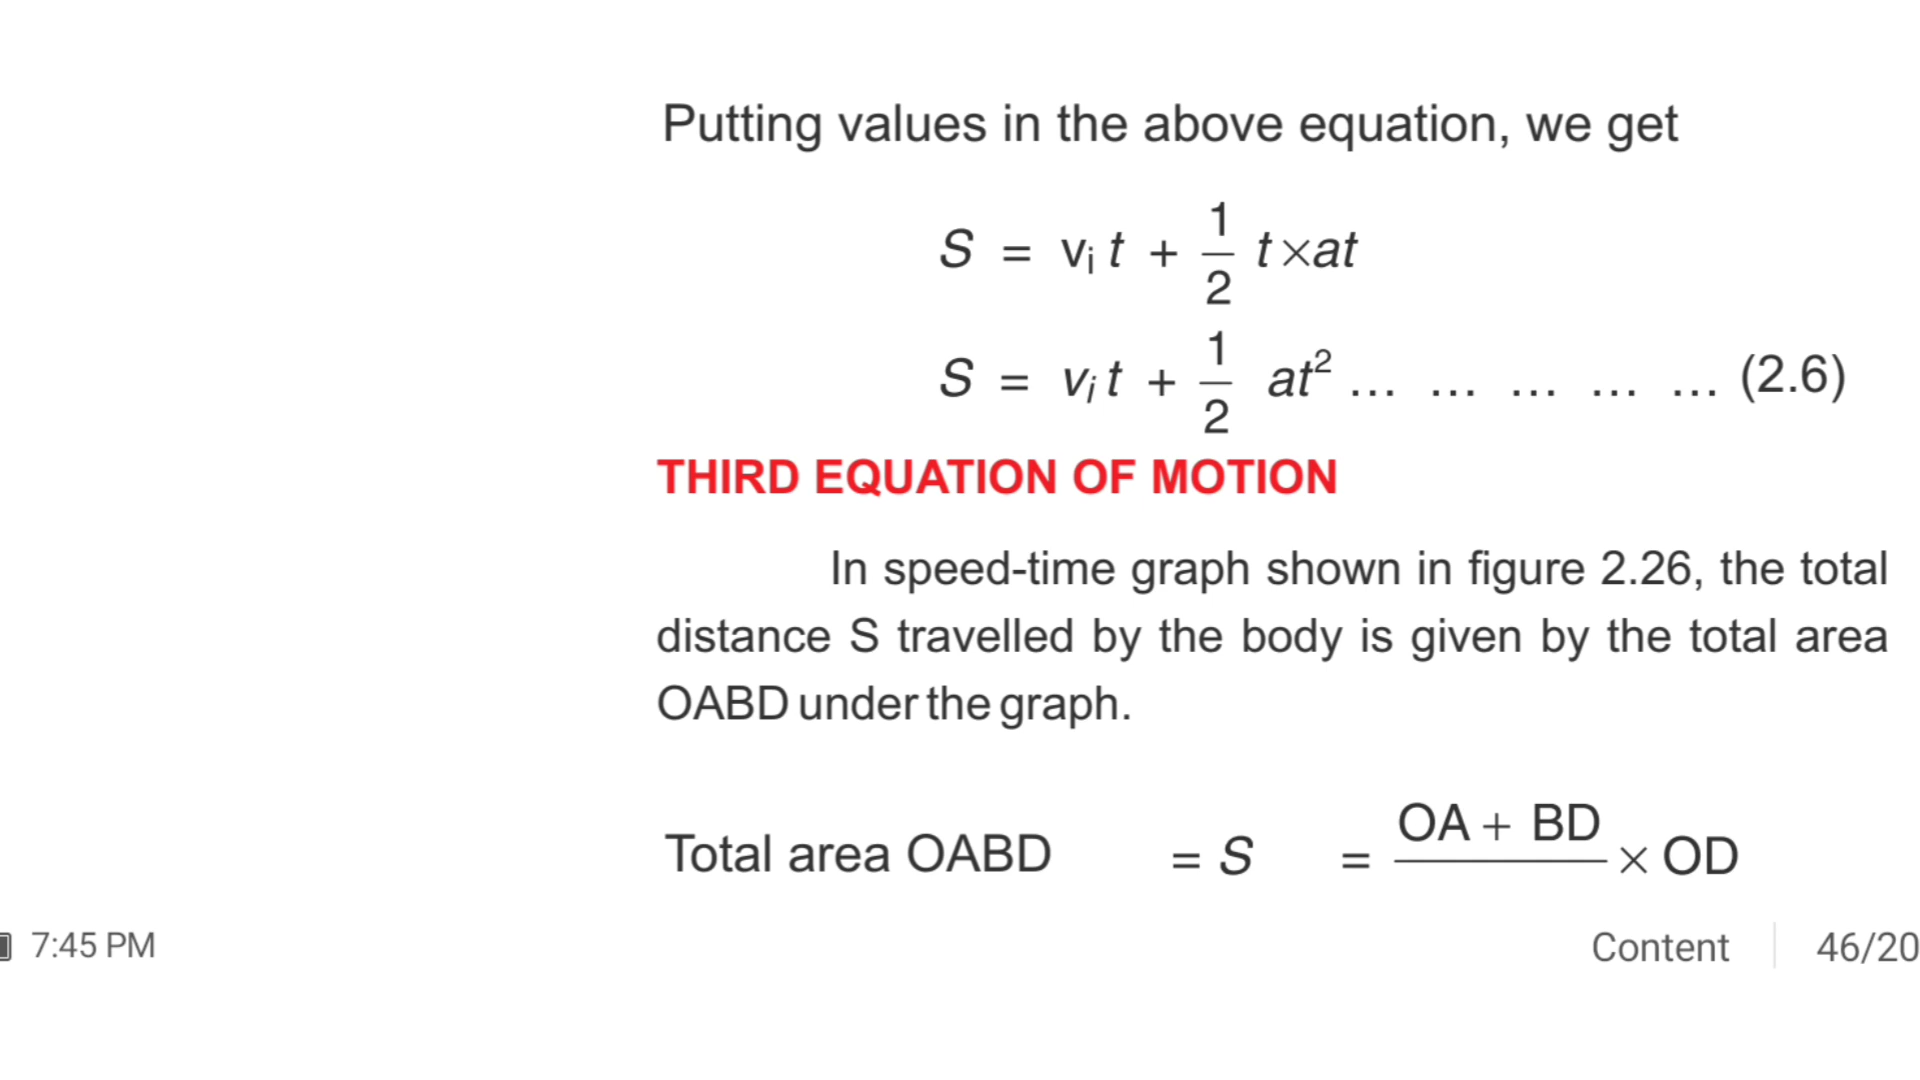 Putting values in the above equation, we get
S = vᵢ t + 1/2 t×at
S = vᵢ t + 1/2 at² ... ... ... ... ... (2.6)
THIRD EQUATION OF MOTION
In speed-time graph shown in figure 2.26, the total
distance S travelled by the body is given by the total area
OABD under the graph.
OA + BD
Total area OABD = S = ——— × OD
7:45 PM Content 46/20